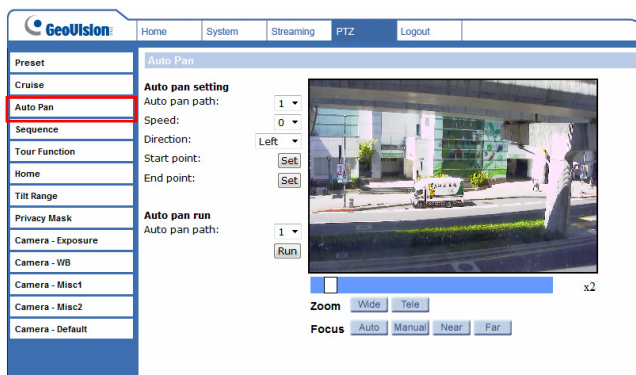 GeoVision
Home System Streaming PTZ Logout
Auto Pan
Preset
Cruise
Auto Pan
Sequence
Tour Function
Home
Tilt Range
Privacy Mask
Camera - Exposure
Camera - WB
Camera - Misc1
Camera - Misc2
Camera - Default
Auto pan setting
Auto pan path: 1
Speed: 0
Direction: Left
Start point: Set
End point: Set
Auto pan run
Auto pan path: 1
Run
x2
Zoom Wide Tele
Focus Auto Manual Near Far